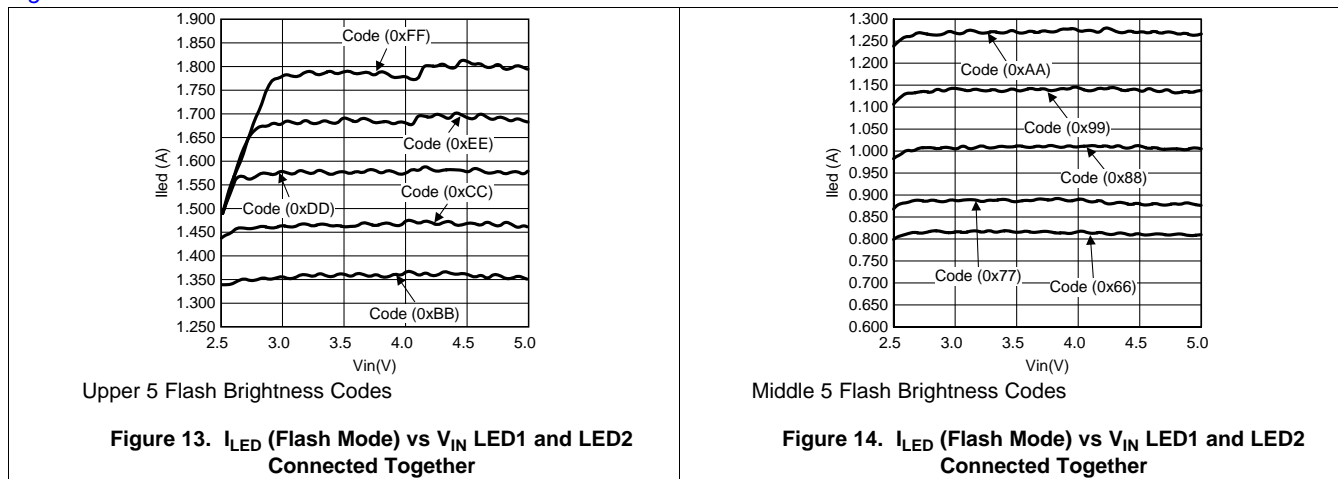 1.900
1.850
1.800
1.750
1.700
1.650
1.600
1.550
1.500
1.450
1.400
1.350
1.300
1.250
Iled (A)
Code (0xFF)
Code (0xEE)
Code (0xCC)
Code (0xDD)
Code (0xBB)
2.5 3.0 3.5 4.0 4.5 5.0
Vin(V)
Upper 5 Flash Brightness Codes
Figure 13. ILED (Flash Mode) vs VIN LED1 and LED2
Connected Together
1.300
1.250
1.200
1.150
1.100
1.050
1.000
0.950
0.900
0.850
0.800
0.750
0.700
0.650
0.600
Iled (A)
Code (0xAA)
Code (0x99)
Code (0x88)
Code (0x77)
Code (0x66)
2.5 3.0 3.5 4.0 4.5 5.0
Vin(V)
Middle 5 Flash Brightness Codes
Figure 14. ILED (Flash Mode) vs VIN LED1 and LED2
Connected Together